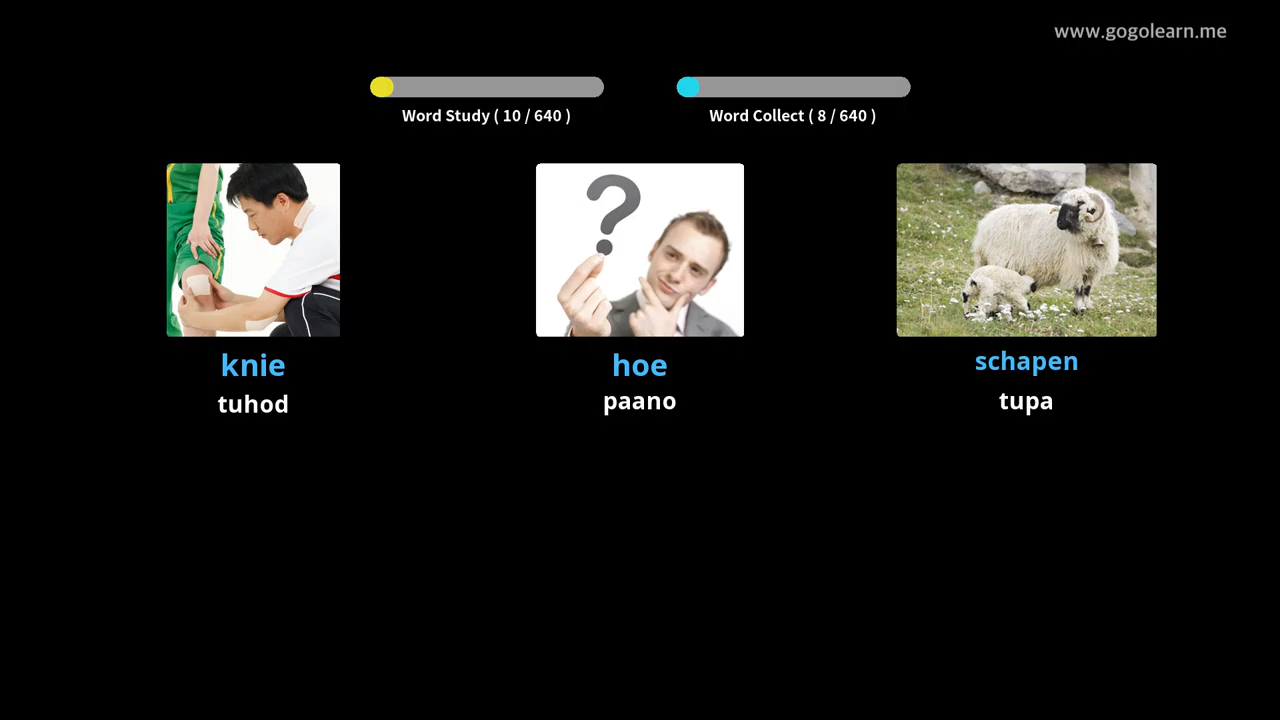 www.gogolearn.me
Word Study ( 10 / 640 )
Word Collect ( 8 / 640 )
knie
hoe
schapen
tuhod
paano
tupa